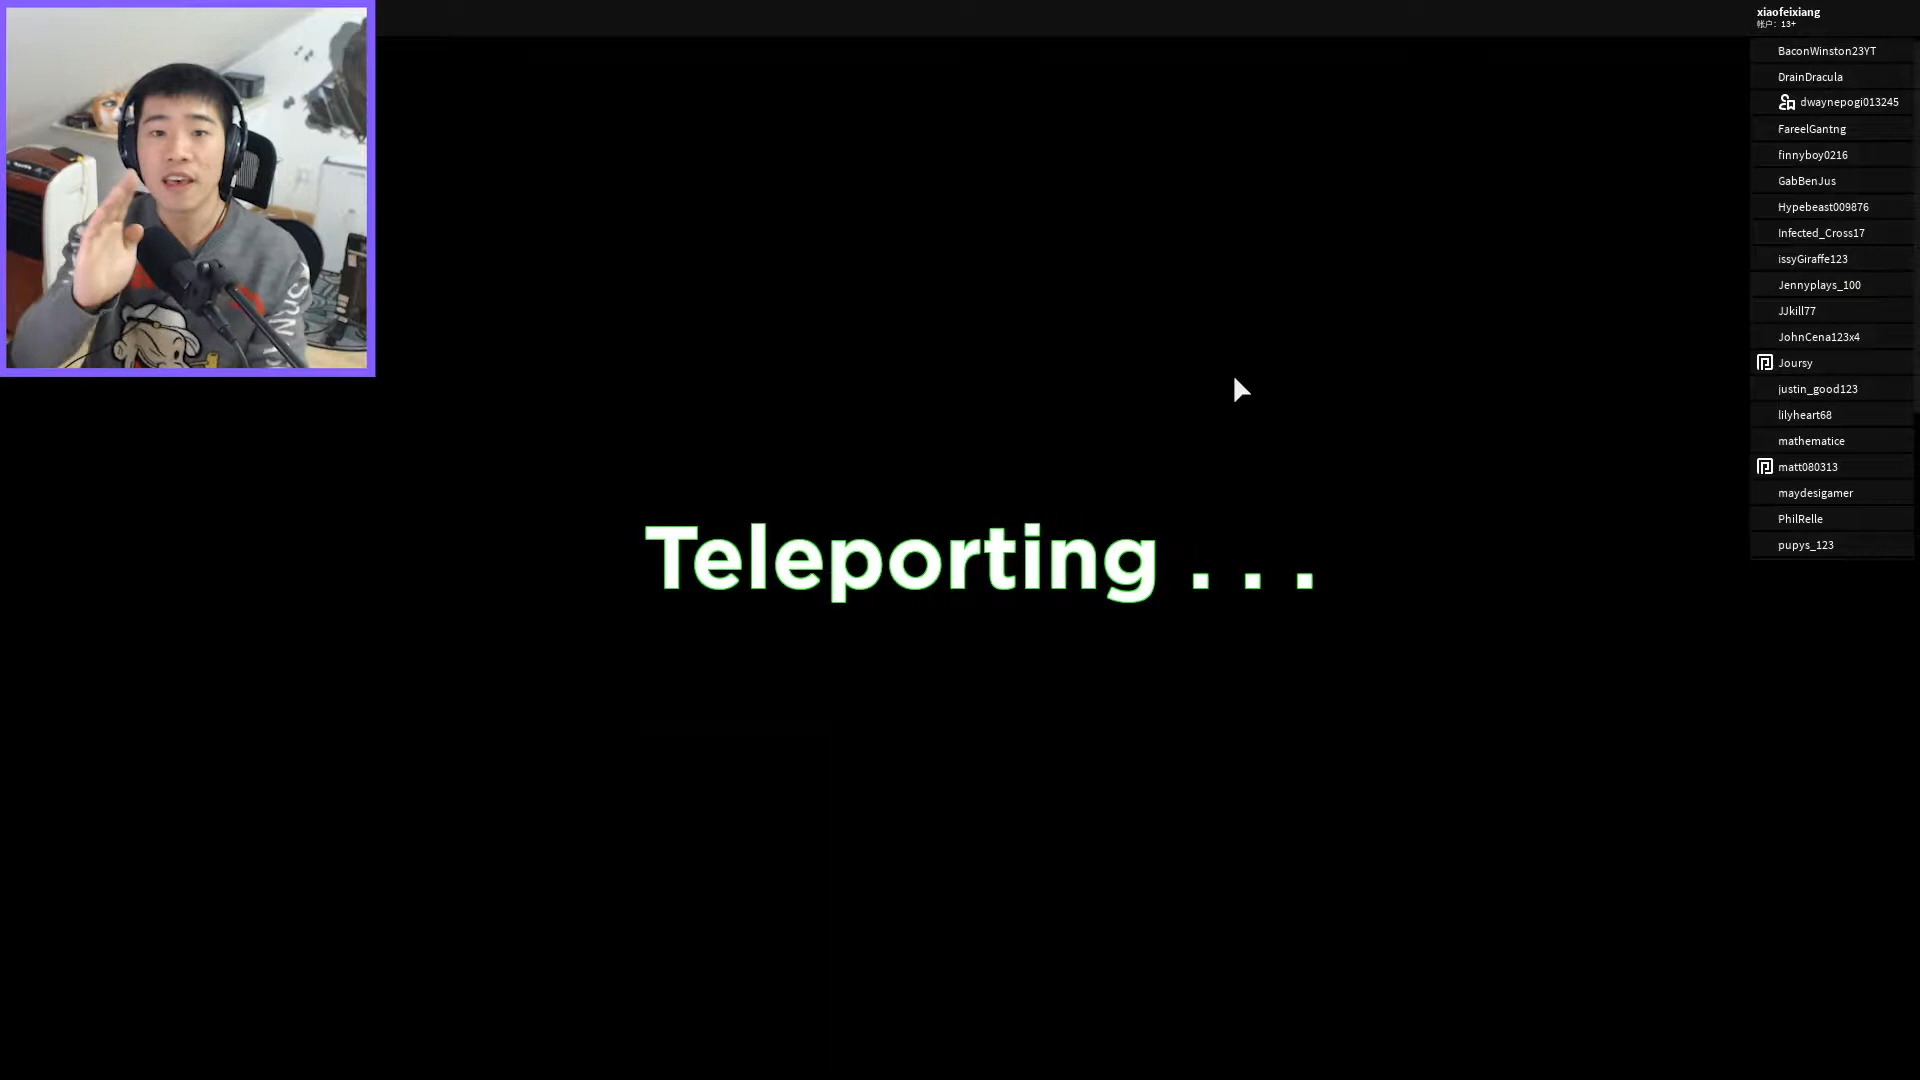 xiaofeixiang
帐户: 13+
BaconWinston23YT
DrainDracula
dwaynepogi013245
FareelGantng
finnyboy0216
GabBenJus
Hypebeast009876
Infected_Cross17
issyGiraffe123
Jennyplays_100
JJkill77
JohnCena123x4
Joursy
justin_good123
lilyheart68
mathematice
matt080313
maydesigamer
PhilRelle
pupys_123
Teleporting . . .